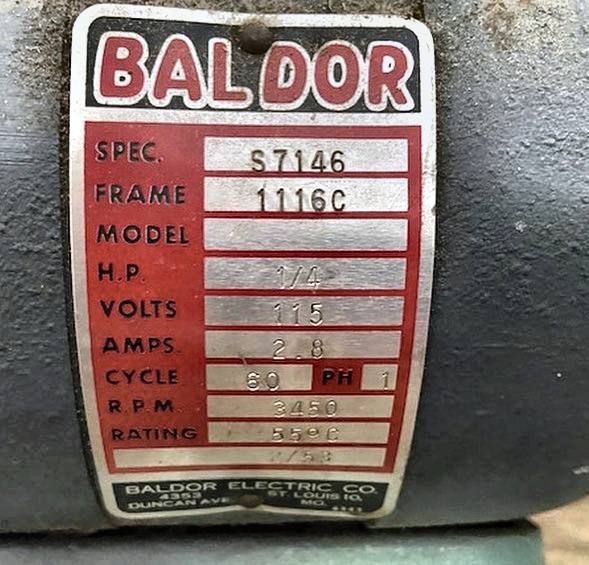 BALDOR
SPEC. S7146
FRAME 1116C
MODEL
H.P. 1/4
VOLTS 115
AMPS. 2.8
CYCLE 60 PH 1
R.P.M. 3450
RATING 55°C
BALDOR ELECTRIC CO.
4353 ST. LOUIS 10,
DUNCAN AVE. MO.